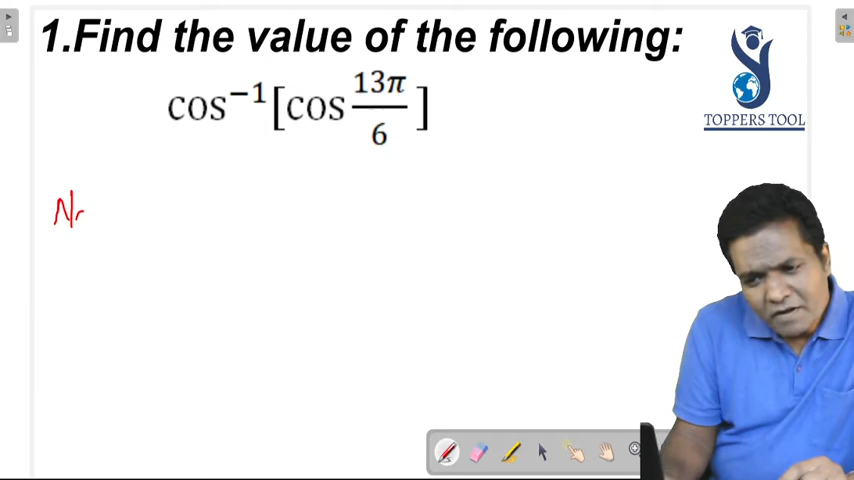 1.Find the value of the following:
cos⁻¹[cos 13π/6]
TOPPERS TOOL